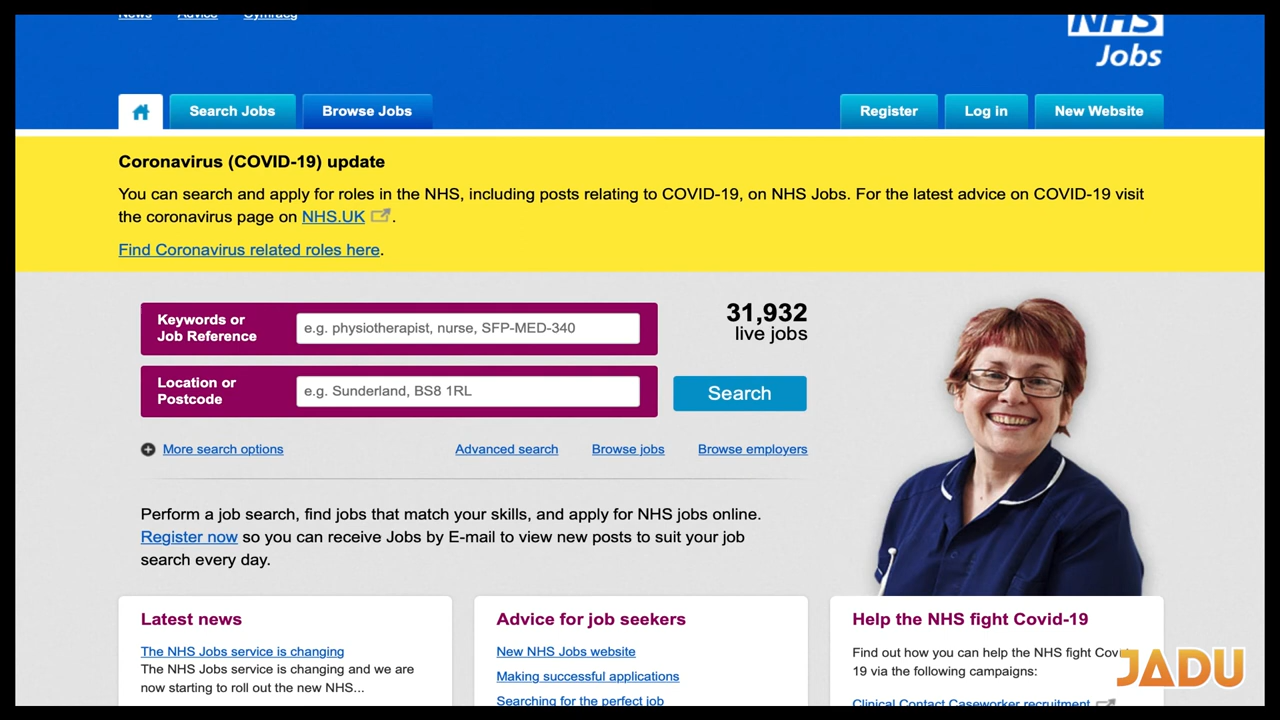 News Advice Cymraeg
NHS
Jobs
Search Jobs Browse Jobs Register Log in New Website
Coronavirus (COVID-19) update
You can search and apply for roles in the NHS, including posts relating to COVID-19, on NHS Jobs. For the latest advice on COVID-19 visit
the coronavirus page on NHS.UK.
Find Coronavirus related roles here.
Keywords or
Job Reference
e.g. physiotherapist, nurse, SFP-MED-340
31,932
live jobs
Location or
Postcode
e.g. Sunderland, BS8 1RL
Search
More search options Advanced search Browse jobs Browse employers
Perform a job search, find jobs that match your skills, and apply for NHS jobs online.
Register now so you can receive Jobs by E-mail to view new posts to suit your job
search every day.
Latest news
The NHS Jobs service is changing
The NHS Jobs service is changing and we are
now starting to roll out the new NHS...
Advice for job seekers
New NHS Jobs website
Making successful applications
Searching for the perfect job
Help the NHS fight Covid-19
Find out how you can help the NHS fight Cov
19 via the following campaigns:
Clinical Contact Caseworker recruitment
JADU